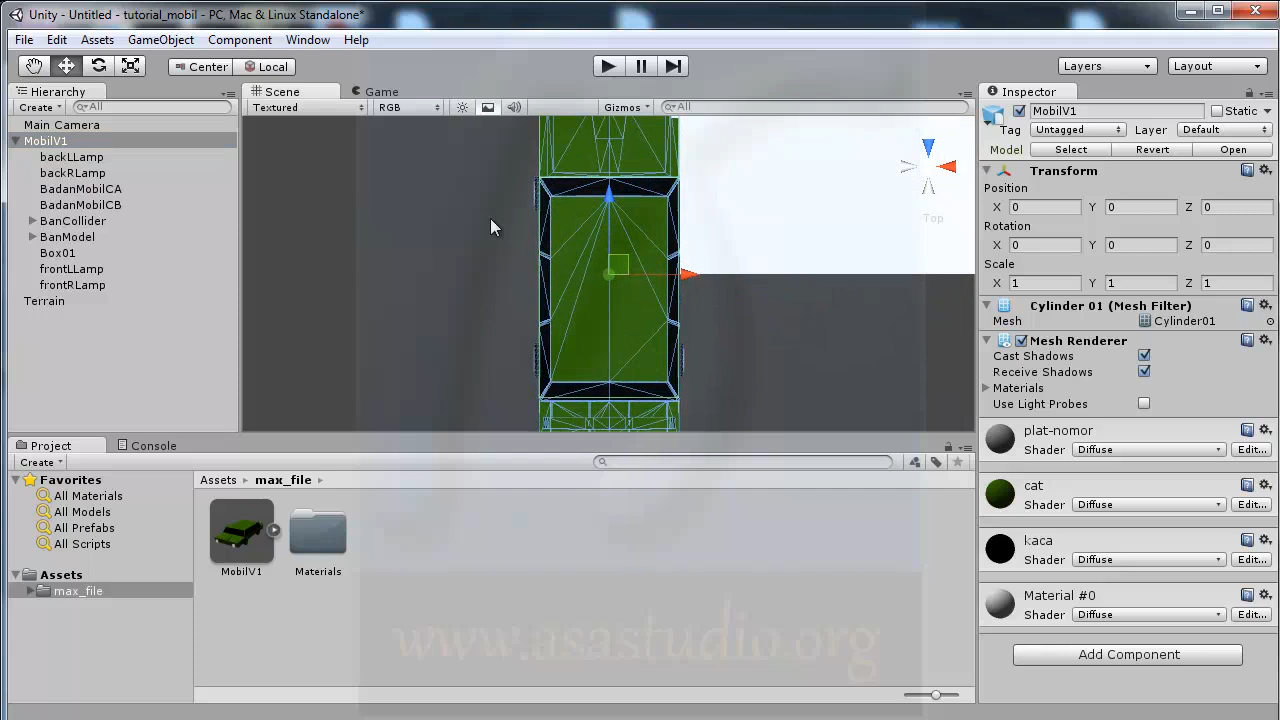 Unity - Untitled - tutorial_mobil - PC, Mac & Linux Standalone*
File Edit Assets GameObject Component Window Help
Center Local Layers Layout
Hierarchy Scene Game Inspector
Create All Textured RGB Gizmos All
MobilV1 Static
Tag Untagged Layer Default
Model Select Revert Open
Main Camera
MobilV1
backLLamp
backRLamp
BadanMobilCA
BadanMobilCB
BanCollider
BanModel
Box01
frontLLamp
frontRLamp
Terrain
Top
Transform
Position
X 0 Y 0 Z 0
Rotation
X 0 Y 0 Z 0
Scale
X 1 Y 1 Z 1
Cylinder 01 (Mesh Filter)
Mesh Cylinder01
Mesh Renderer
Cast Shadows
Receive Shadows
Materials
Use Light Probes
plat-nomor
Shader Diffuse Edit...
cat
Shader Diffuse Edit...
kaca
Shader Diffuse Edit...
Material #0
Shader Diffuse Edit...
Add Component
Project Console
Create
Favorites
All Materials
All Models
All Prefabs
All Scripts
Assets
max_file
Assets max_file
MobilV1 Materials
www.asastudio.org